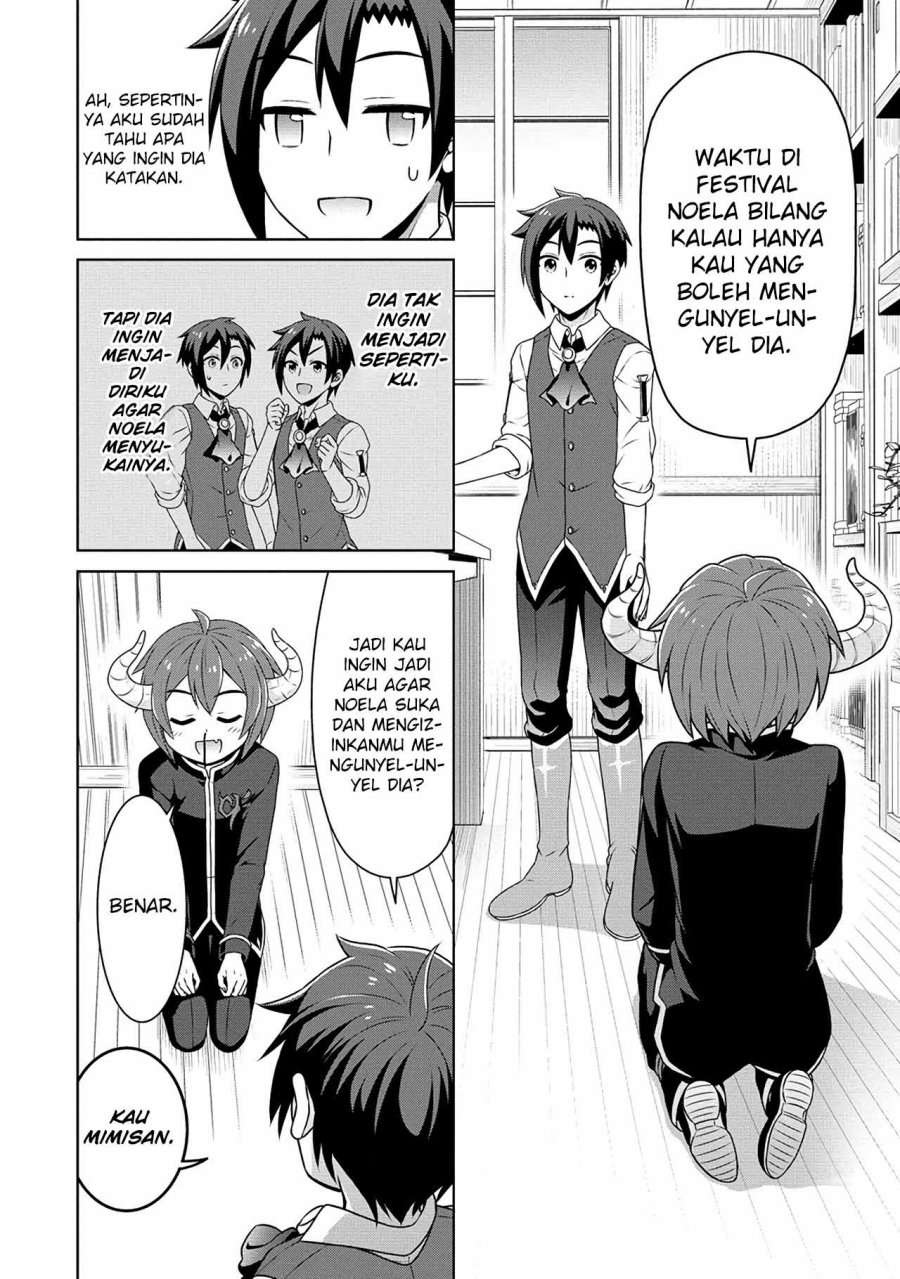 WAKTU DI
FESTIVAL
NOELA BILANG
KALAU HANYA
KAU YANG
BOLEH MEN-
GUNYEL-UN-
YEL DIA.
AH, SEPERTIN-
YA AKU SUDAH
TAHU APA
YANG INGIN DIA
KATAKAN.
DIA TAK
INGIN
MENJADI
SEPERTI-
KU.
TAPI DIA
INGIN
MENJA-
DI
DIRIKU
AGAR
NOELA
MENYU-
KAINYA.
JADI KAU
INGIN JADI
AKU AGAR
NOELA SUKA
DAN MENGIZ-
INKANMU ME-
NGUNYEL-UN-
YEL DIA?
BENAR.
KAU
MIMISAN.